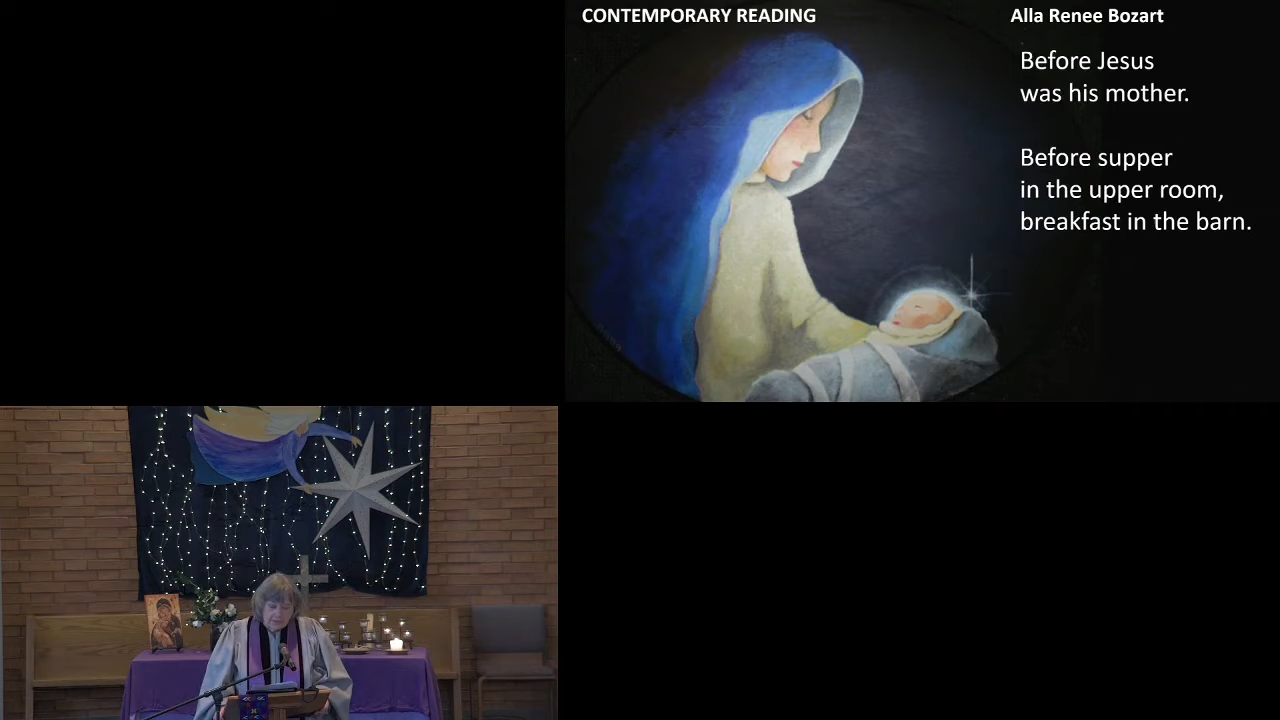 CONTEMPORARY READING
Alla Renee Bozart
Before Jesus
was his mother.
Before supper
in the upper room,
breakfast in the barn.